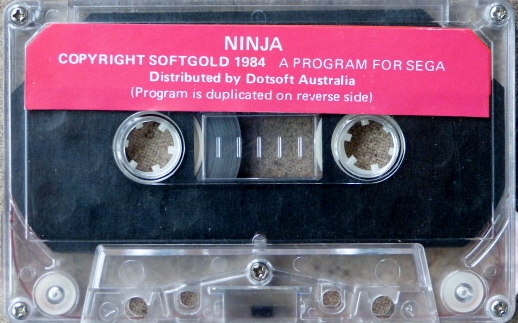 NINJA
COPYRIGHT SOFTGOLD 1984 A PROGRAM FOR SEGA
Distributed by Dotsoft Australia
(Program is duplicated on reverse side)